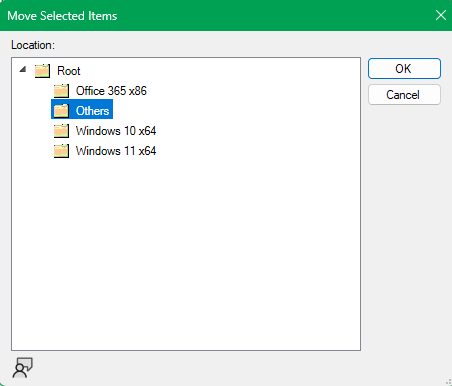 Move Selected Items
Location:
Root
Office 365 x86
Others
Windows 10 x64
Windows 11 x64
OK
Cancel